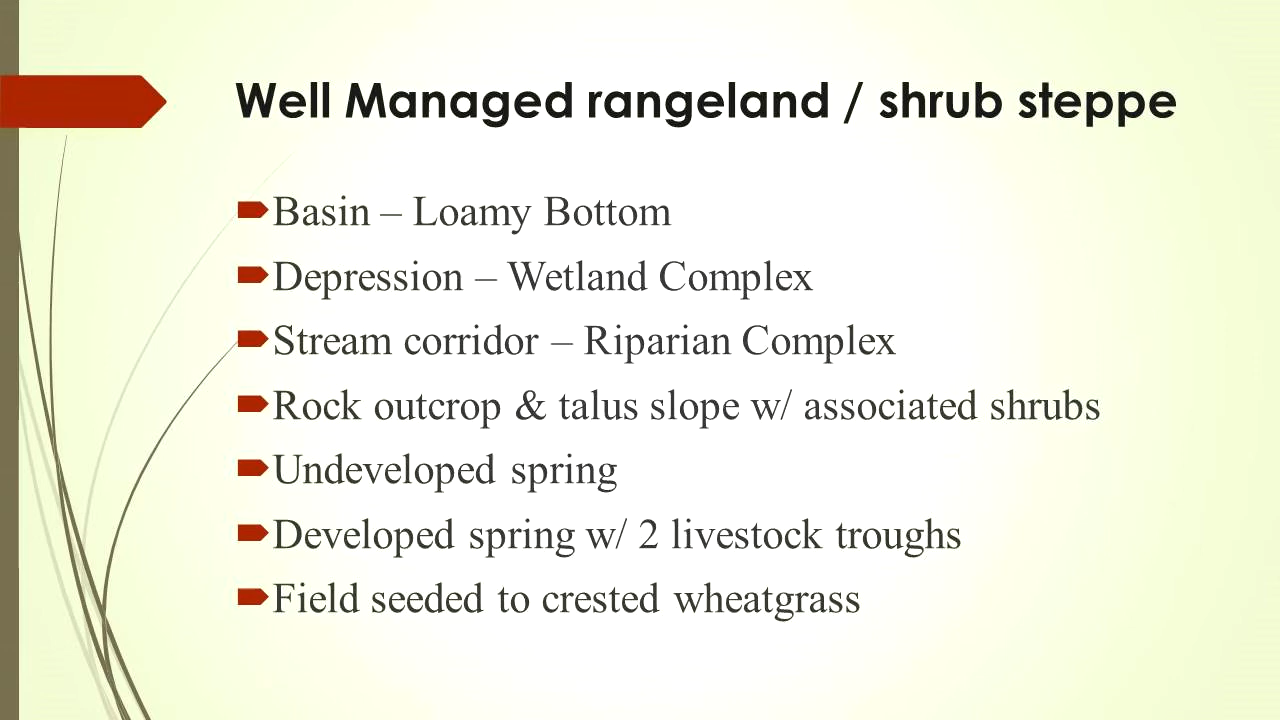 Well Managed rangeland / shrub steppe
Basin – Loamy Bottom
Depression – Wetland Complex
Stream corridor – Riparian Complex
Rock outcrop & talus slope w/ associated shrubs
Undeveloped spring
Developed spring w/ 2 livestock troughs
Field seeded to crested wheatgrass